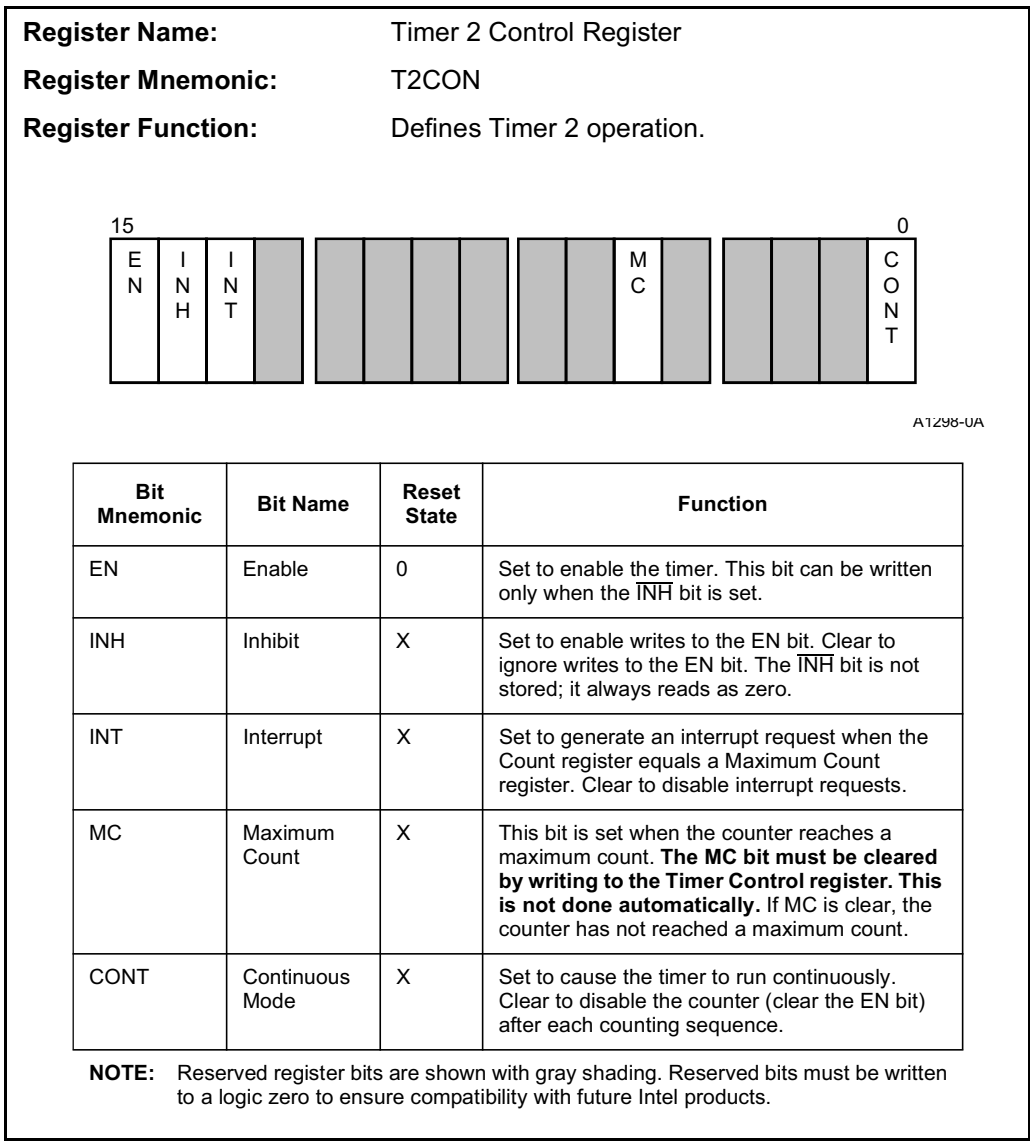 Register Name: Timer 2 Control Register
Register Mnemonic: T2CON
Register Function: Defines Timer 2 operation.
15 0
E I I M C
N N N C O
H T N
T
A1298-0A
Bit Mnemonic Bit Name Reset State Function
EN Enable 0 Set to enable the timer. This bit can be written
only when the INH bit is set.
INH Inhibit X Set to enable writes to the EN bit. Clear to
ignore writes to the EN bit. The INH bit is not
stored; it always reads as zero.
INT Interrupt X Set to generate an interrupt request when the
Count register equals a Maximum Count
register. Clear to disable interrupt requests.
MC Maximum X This bit is set when the counter reaches a
Count maximum count. The MC bit must be cleared
by writing to the Timer Control register. This
is not done automatically. If MC is clear, the
counter has not reached a maximum count.
CONT Continuous X Set to cause the timer to run continuously.
Mode Clear to disable the counter (clear the EN bit)
after each counting sequence.
NOTE: Reserved register bits are shown with gray shading. Reserved bits must be written
to a logic zero to ensure compatibility with future Intel products.